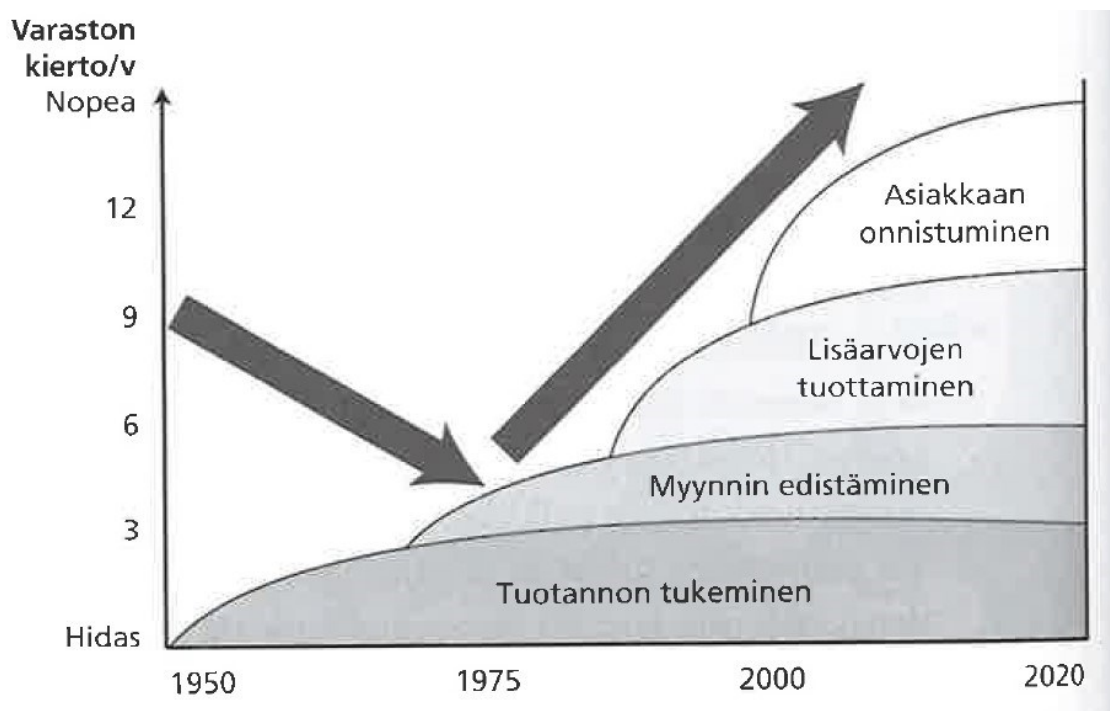 Varaston
kierto/v
Nopea
12
9
6
3
Hidas
Asiakkaan
onnistuminen
Lisäarvojen
tuottaminen
Myynnin edistäminen
Tuotannon tukeminen
1950
1975
2000
2020